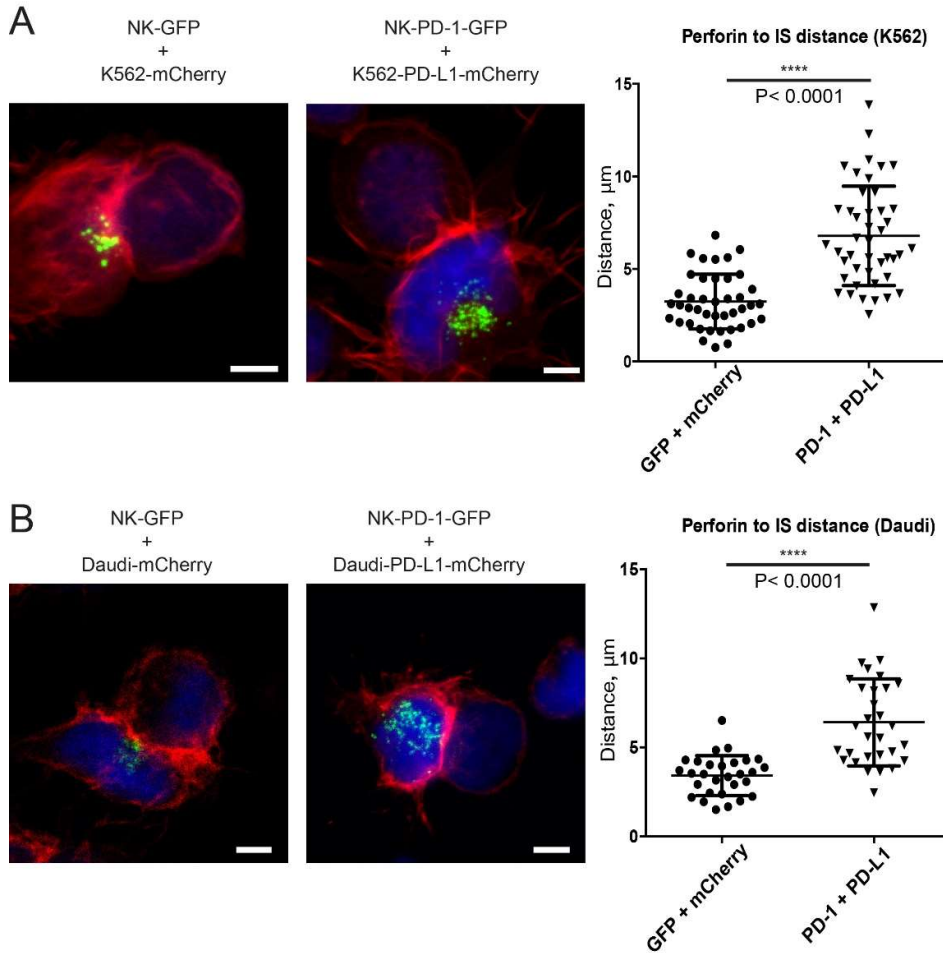 A
NK-GFP
+
K562-mCherry
NK-PD-1-GFP
+
K562-PD-L1-mCherry
Perforin to IS distance (K562)
****
P< 0.0001
15
10
5
0
Distance, µm
GFP + mCherry
PD-1 + PD-L1
B
NK-GFP
+
Daudi-mCherry
NK-PD-1-GFP
+
Daudi-PD-L1-mCherry
Perforin to IS distance (Daudi)
****
P< 0.0001
15
10
5
0
Distance, µm
GFP + mCherry
PD-1 + PD-L1